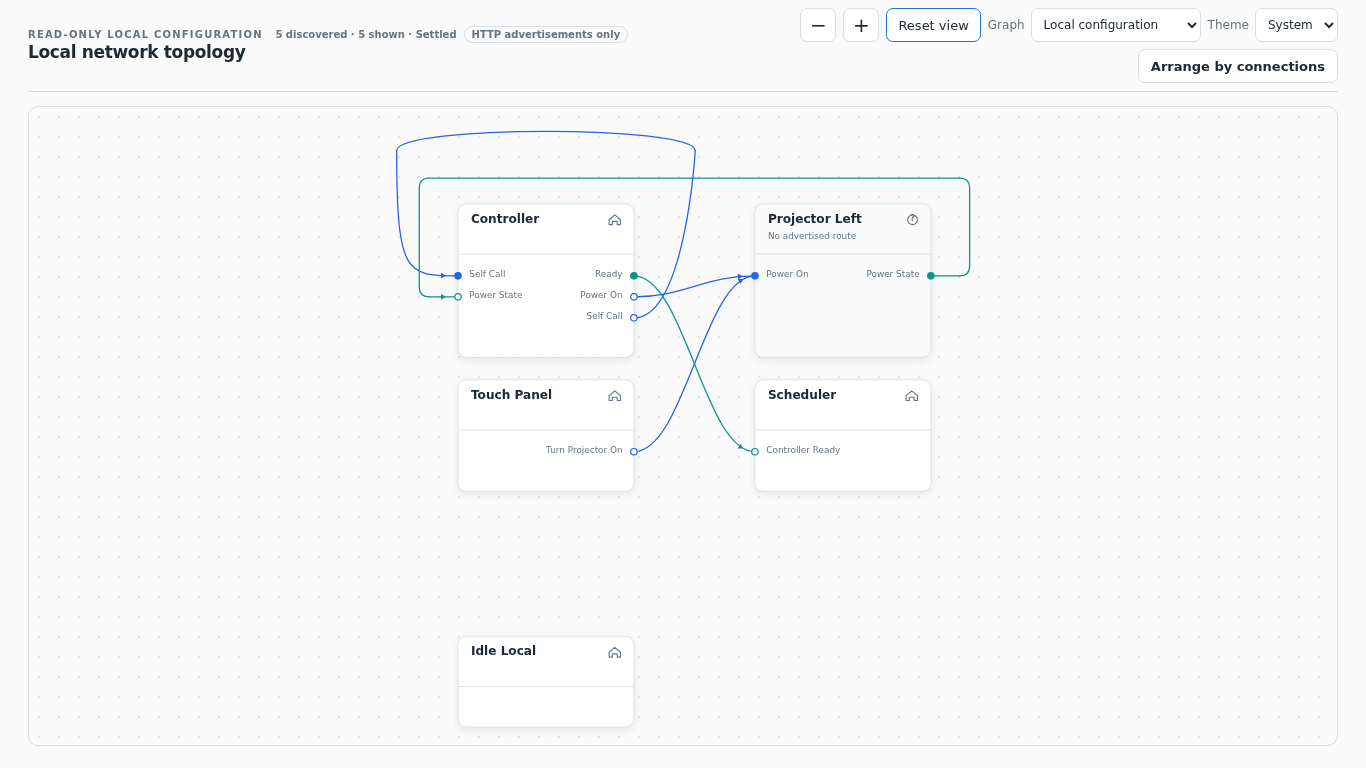 READ-ONLY LOCAL CONFIGURATION 5 discovered · 5 shown · Settled HTTP advertisements only
Local network topology
− + Reset view Graph Local configuration Theme System
Arrange by connections
Controller
Self Call Ready
Power State Power On
Self Call
Projector Left ?
No advertised route
Power On Power State
Touch Panel
Turn Projector On
Scheduler
Controller Ready
Idle Local